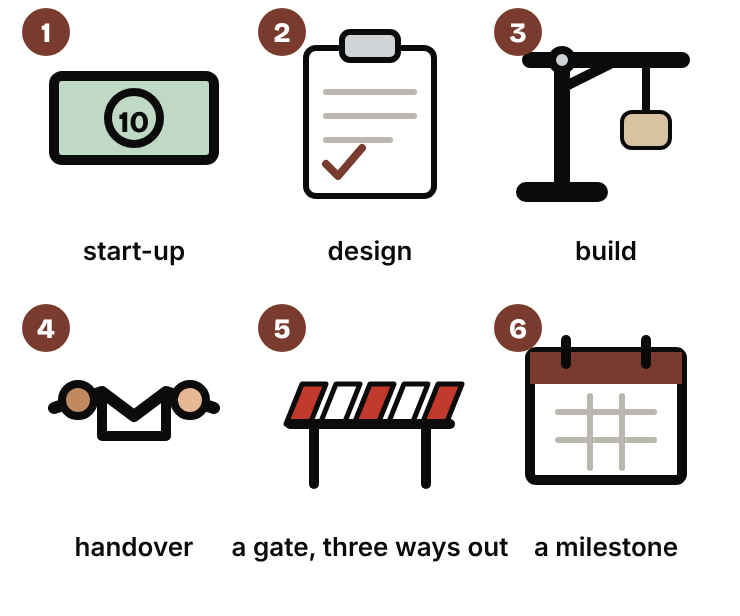 1
10
start-up
2
design
3
build
4
handover
5
a gate, three ways out
6
a milestone